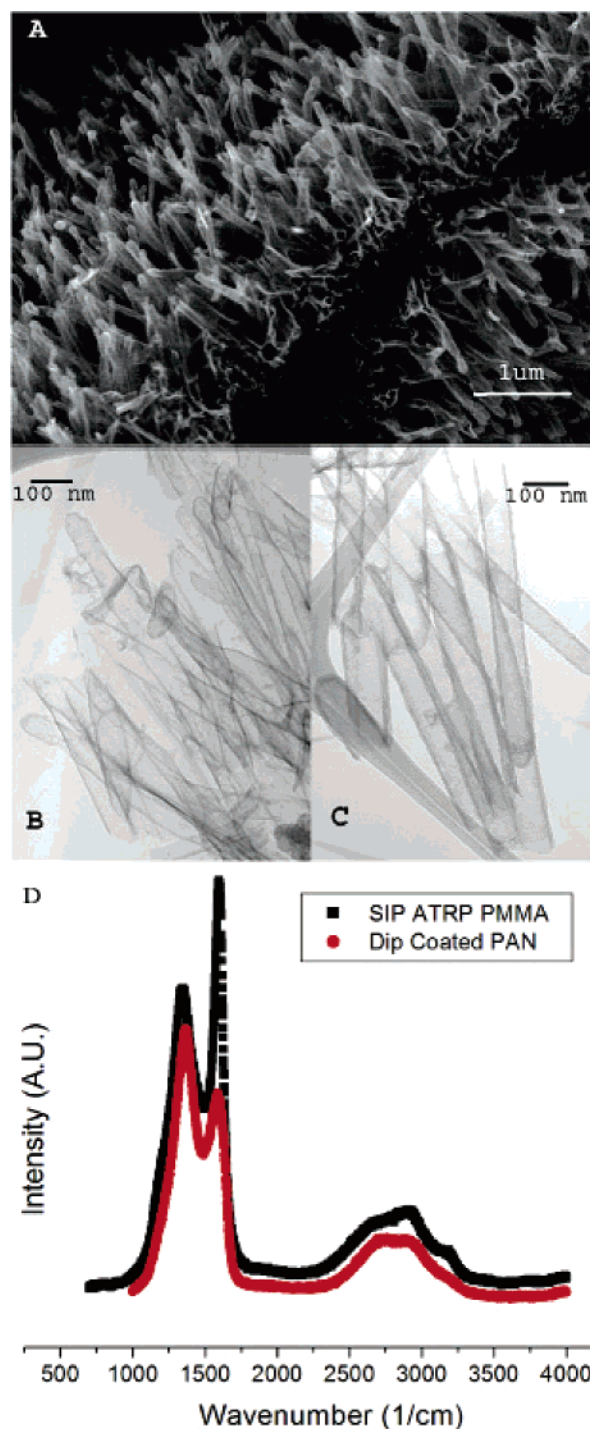 A
1um
100 nm
100 nm
B
C
D
SIP ATRP PMMA
Dip Coated PAN
Intensity (A.U.)
500 1000 1500 2000 2500 3000 3500 4000
Wavenumber (1/cm)